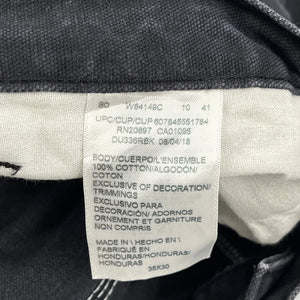 80 W64149C 10 41
UPC/CUP/CUP 607645551784
RN20697 CA01095
DU336RBK 06/04/18
BODY/CUERPO/L'ENSEMBLE
100% COTTON/ALGODÓN/
COTON
EXCLUSIVE OF DECORATION/
TRIMMINGS
EXCLUSIVO PARA
DECORACIÓN/ ADORNOS
ORNEMENT ET GARNITURE
NON COMPRIS
MADE IN \ HECHO EN \
FABRIQUÉ EN
HONDURAS/HONDURAS/
HONDURAS
38X30